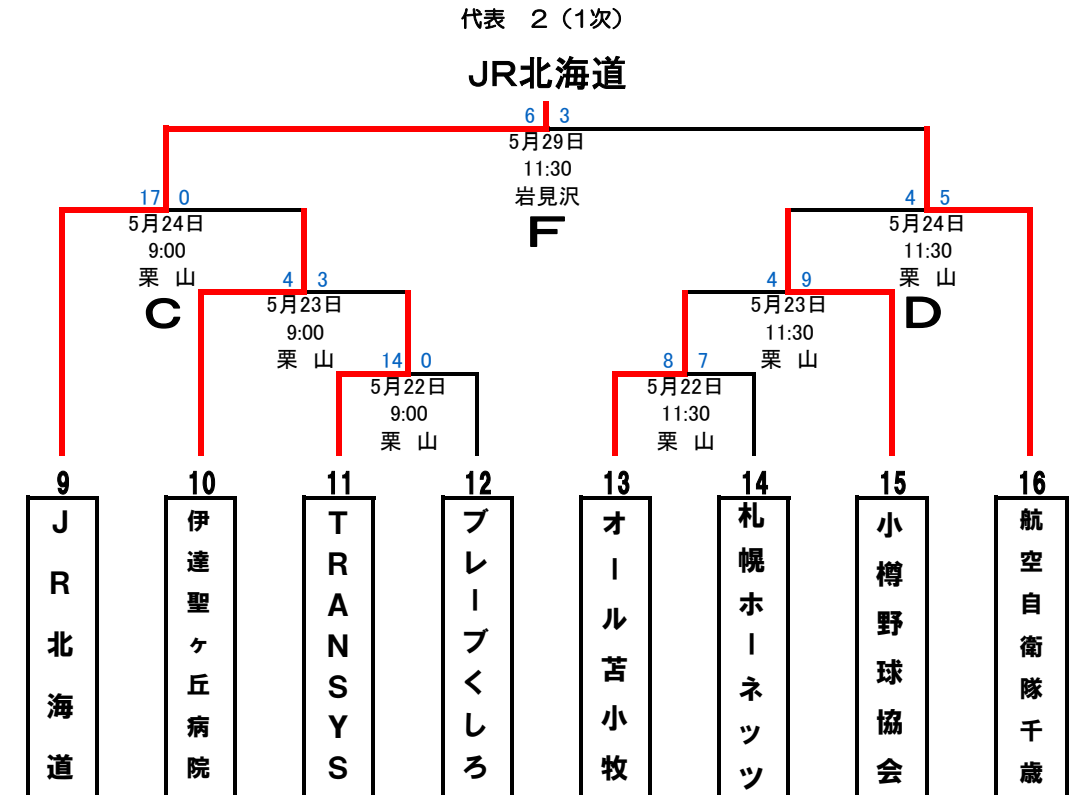 代表　２（１次）
ＪＲ北海道
6 3
5月29日
11:30
岩見沢
Ｆ
17 0
5月24日
9:00
栗　山
Ｃ
4 5
5月24日
11:30
栗　山
Ｄ
4 3
5月23日
9:00
栗　山
4 9
5月23日
11:30
栗　山
14 0
5月22日
9:00
栗　山
8 7
5月22日
11:30
栗　山
9 10 11 12 13 14 15 16
ＪＲ北海道
伊達聖ヶ丘病院
ＴＲＡＮＳＹＳ
ブレーブくしろ
オール苫小牧
札幌ホーネッツ
小樽野球協会
航空自衛隊千歳